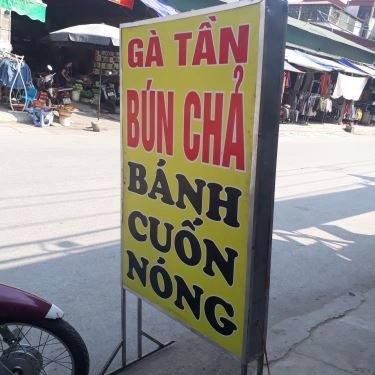 GÀ TẦN
BÚN CHẢ
BÁNH
CUỐN
NÓNG